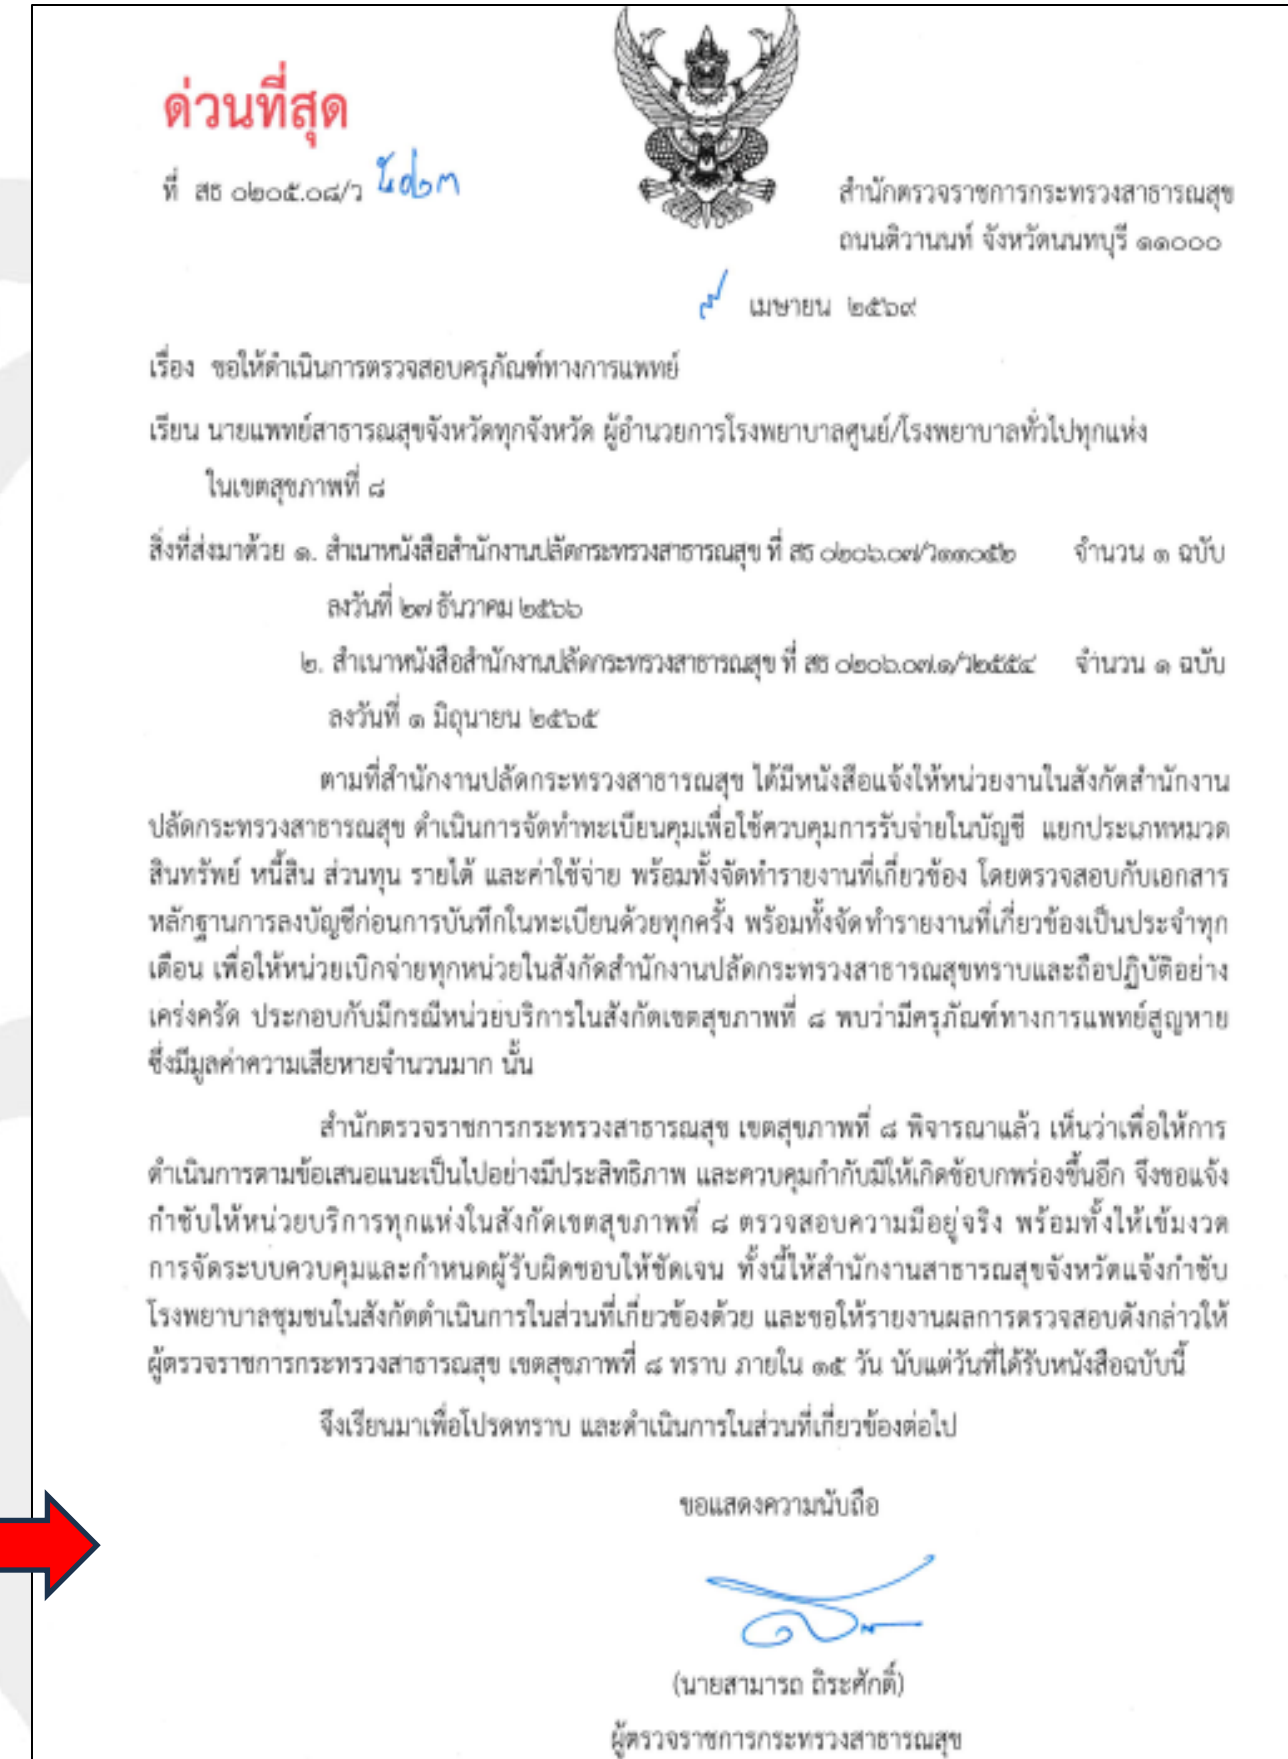 ด่วนที่สุด
ที่ สธ ๐๒๐๕.๐๘/ว
สำนักตรวจราชการกระทรวงสาธารณสุข
ถนนติวานนท์ จังหวัดนนทบุรี ๑๑๐๐๐
๙ เมษายน ๒๕๖๙
เรื่อง ขอให้ดำเนินการตรวจสอบครุภัณฑ์ทางการแพทย์
เรียน นายแพทย์สาธารณสุขจังหวัดทุกจังหวัด ผู้อำนวยการโรงพยาบาลศูนย์/โรงพยาบาลทั่วไปทุกแห่ง
ในเขตสุขภาพที่ ๘
สิ่งที่ส่งมาด้วย ๑. สำเนาหนังสือสำนักงานปลัดกระทรวงสาธารณสุข ที่ สธ ๐๒๐๖.๐๗/ว๑๑๐๕๒ จำนวน ๑ ฉบับ
ลงวันที่ ๒๗ ธันวาคม ๒๕๖๖
๒. สำเนาหนังสือสำนักงานปลัดกระทรวงสาธารณสุข ที่ สธ ๐๒๐๖.๐๗.๑/ว๒๕๕๔ จำนวน ๑ ฉบับ
ลงวันที่ ๑ มิถุนายน ๒๕๖๕
ตามที่สำนักงานปลัดกระทรวงสาธารณสุข ได้มีหนังสือแจ้งให้หน่วยงานในสังกัดสำนักงาน
ปลัดกระทรวงสาธารณสุข ดำเนินการจัดทำทะเบียนคุมเพื่อใช้ควบคุมการรับจ่ายในบัญชี แยกประเภทหมวด
สินทรัพย์ หนี้สิน ส่วนทุน รายได้ และค่าใช้จ่าย พร้อมทั้งจัดทำรายงานที่เกี่ยวข้อง โดยตรวจสอบกับเอกสาร
หลักฐานการลงบัญชีก่อนการบันทึกในทะเบียนด้วยทุกครั้ง พร้อมทั้งจัดทำรายงานที่เกี่ยวข้องเป็นประจำทุก
เดือน เพื่อให้หน่วยเบิกจ่ายทุกหน่วยในสังกัดสำนักงานปลัดกระทรวงสาธารณสุขทราบและถือปฏิบัติอย่าง
เคร่งครัด ประกอบกับมีกรณีหน่วยบริการในสังกัดเขตสุขภาพที่ ๘ พบว่ามีครุภัณฑ์ทางการแพทย์สูญหาย
ซึ่งมีมูลค่าความเสียหายจำนวนมาก นั้น
สำนักตรวจราชการกระทรวงสาธารณสุข เขตสุขภาพที่ ๘ พิจารณาแล้ว เห็นว่าเพื่อให้การ
ดำเนินการตามข้อเสนอแนะเป็นไปอย่างมีประสิทธิภาพ และควบคุมกำกับมิให้เกิดข้อบกพร่องขึ้นอีก จึงขอแจ้ง
กำชับให้หน่วยบริการทุกแห่งในสังกัดเขตสุขภาพที่ ๘ ตรวจสอบความมีอยู่จริง พร้อมทั้งให้เข้มงวด
การจัดระบบควบคุมและกำหนดผู้รับผิดชอบให้ชัดเจน ทั้งนี้ให้สำนักงานสาธารณสุขจังหวัดแจ้งกำชับ
โรงพยาบาลชุมชนในสังกัดดำเนินการในส่วนที่เกี่ยวข้องด้วย และขอให้รายงานผลการตรวจสอบดังกล่าวให้
ผู้ตรวจราชการกระทรวงสาธารณสุข เขตสุขภาพที่ ๘ ทราบ ภายใน ๑๕ วัน นับแต่วันที่ได้รับหนังสือฉบับนี้
จึงเรียนมาเพื่อโปรดทราบ และดำเนินการในส่วนที่เกี่ยวข้องต่อไป
ขอแสดงความนับถือ
(นายสามารถ ถิระศักดิ์)
ผู้ตรวจราชการกระทรวงสาธารณสุข